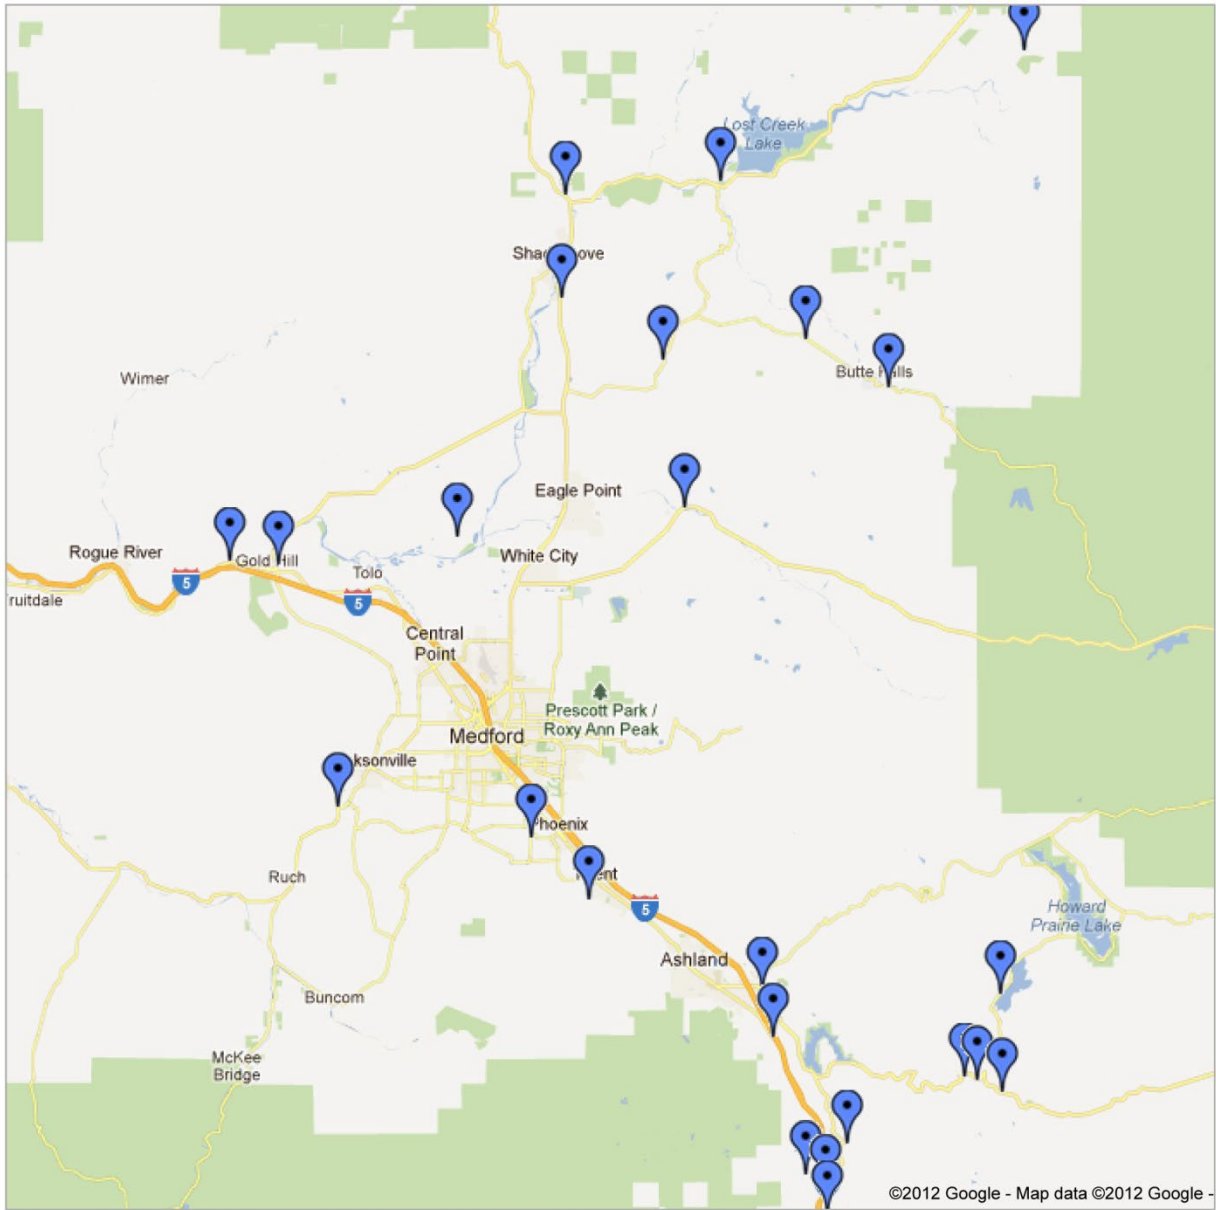 Lost Creek
Lake
Wimer
Eagle Point
Rogue River
Gold Hill
White City
5
Tolo
5
ruitdale
Central
Point
Prescott Park /
Roxy Ann Peak
Medford
ksonville
Phoenix
Ruch
5
Howard
Prairie Lake
Ashland
Buncom
McKee
Bridge
©2012 Google - Map data ©2012 Google -